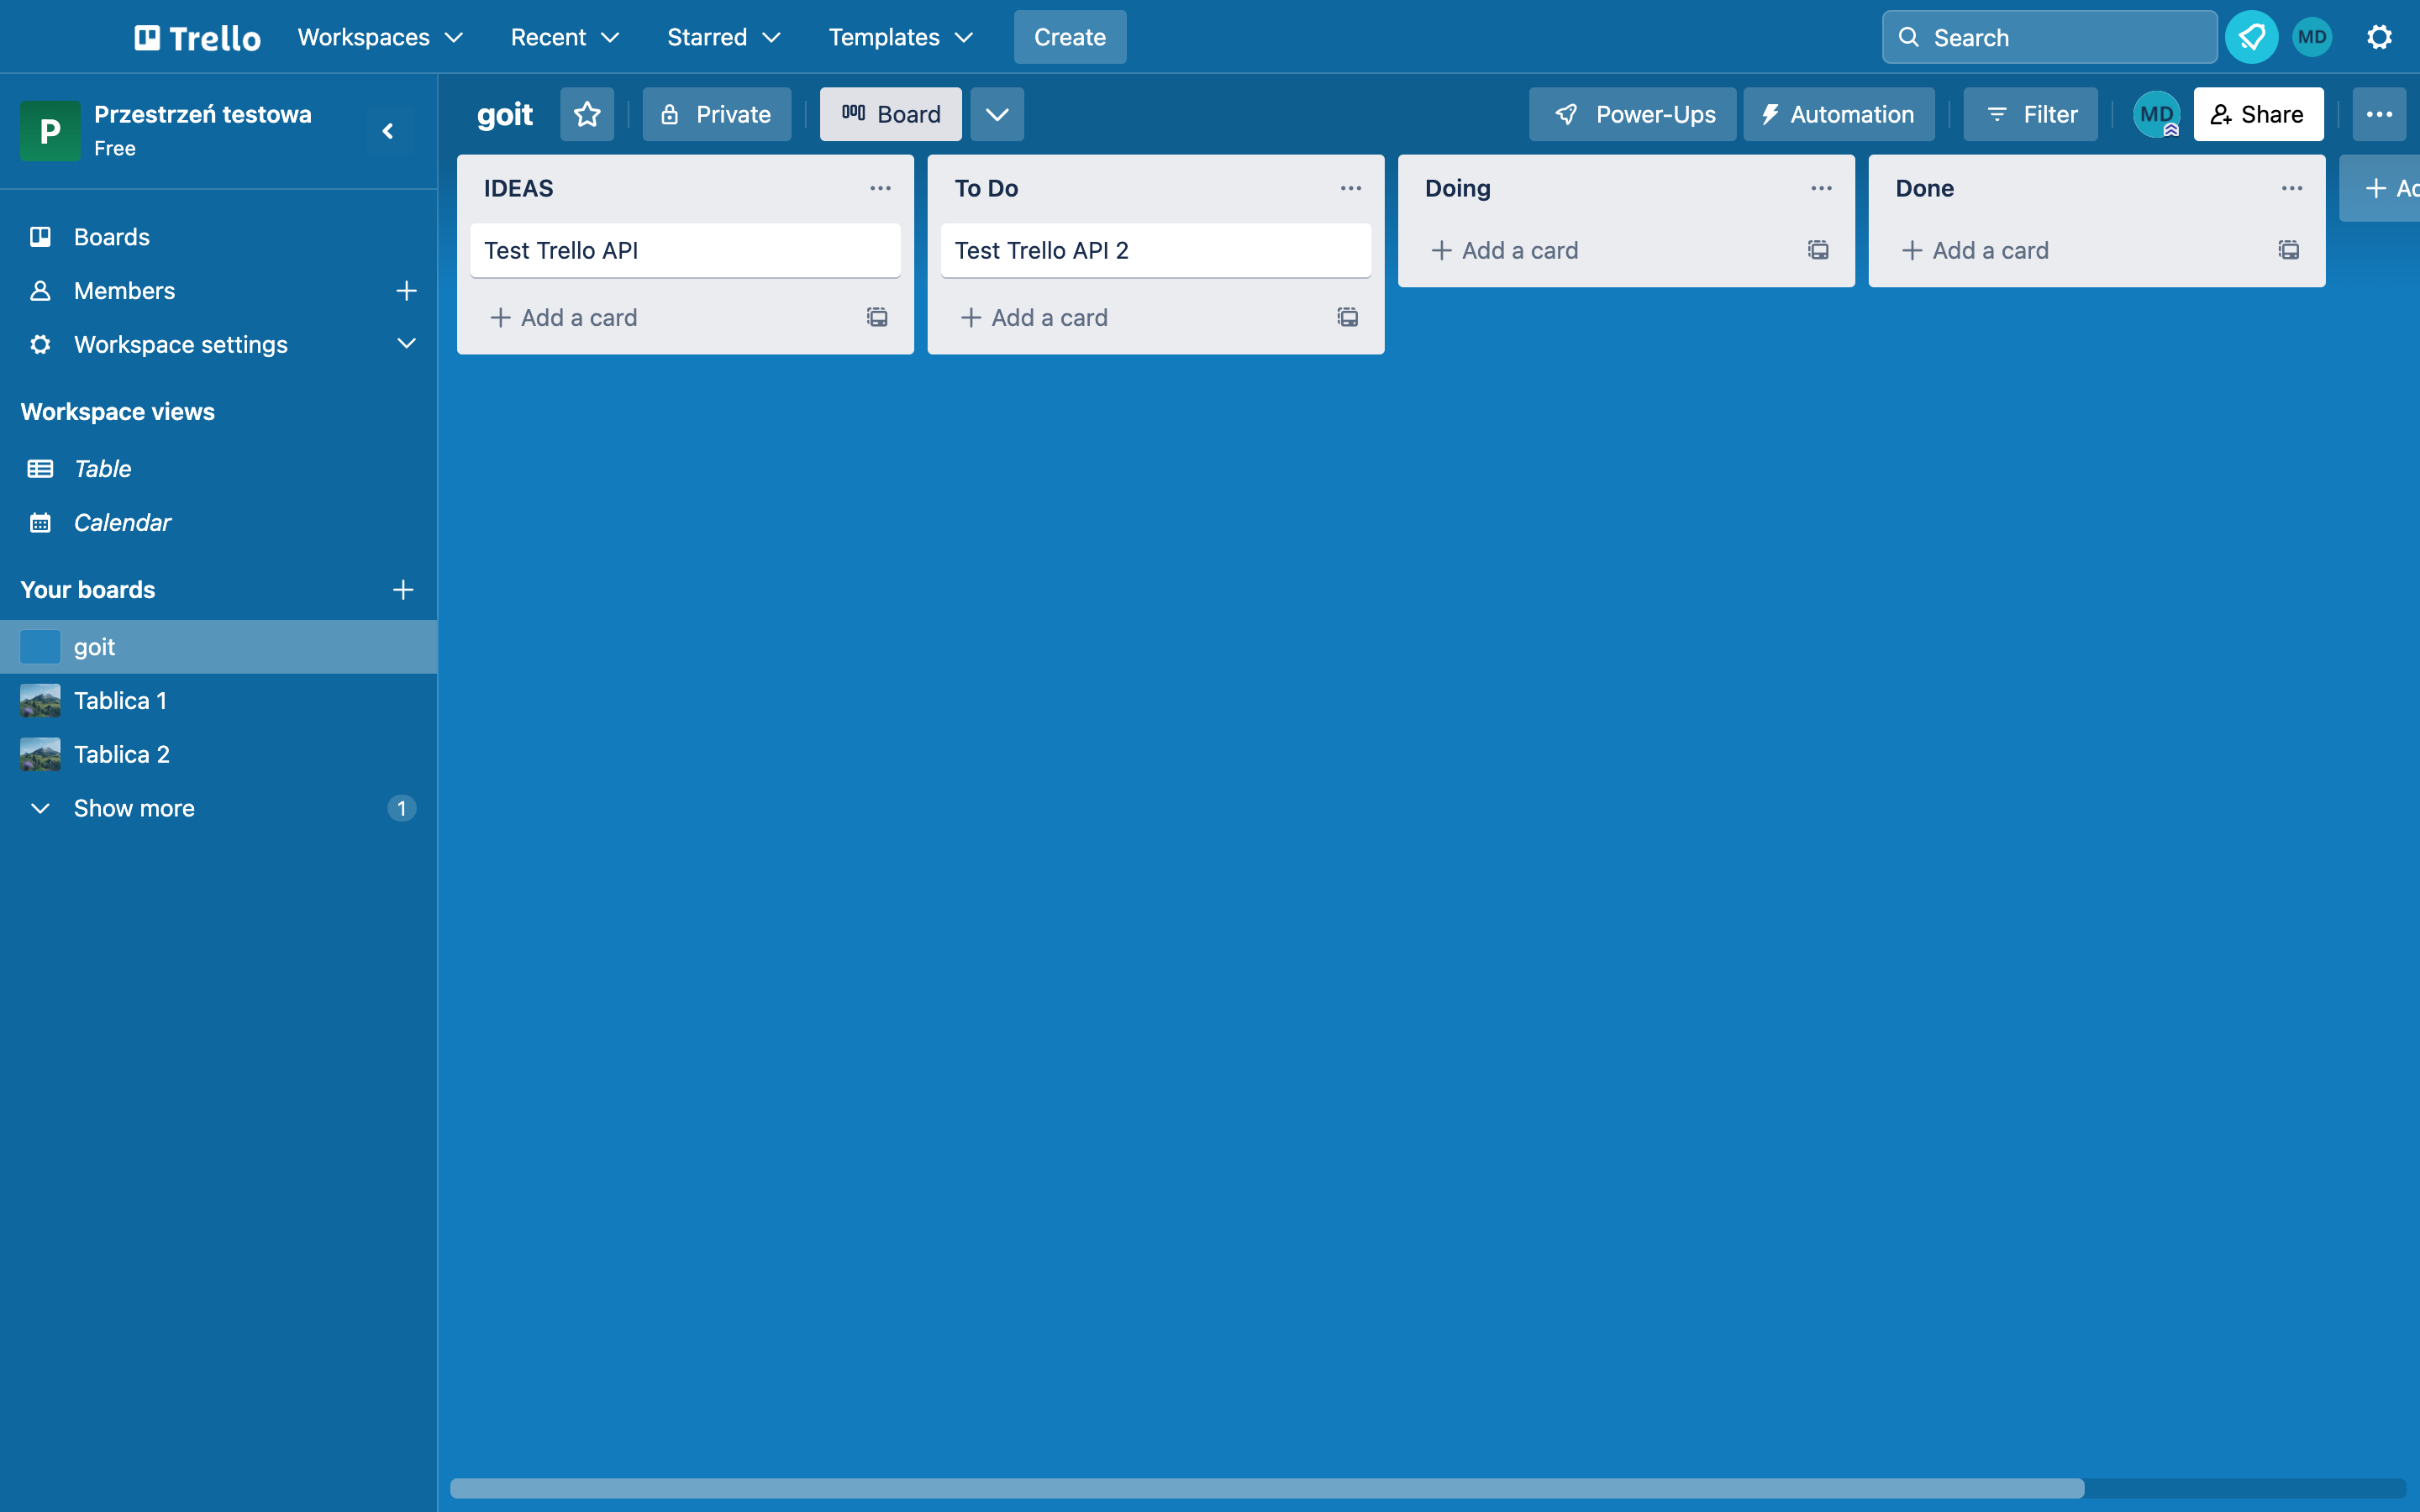 Trello
Workspaces
Recent
Starred
Templates
Create
Search
MD
P
Przestrzeń testowa
Free
Boards
Members
Workspace settings
Workspace views
Table
Calendar
Your boards
goit
Tablica 1
Tablica 2
Show more
1
goit
Private
Board
Power-Ups
Automation
Filter
MD
Share
IDEAS
Test Trello API
Add a card
To Do
Test Trello API 2
Add a card
Doing
Add a card
Done
Add a card